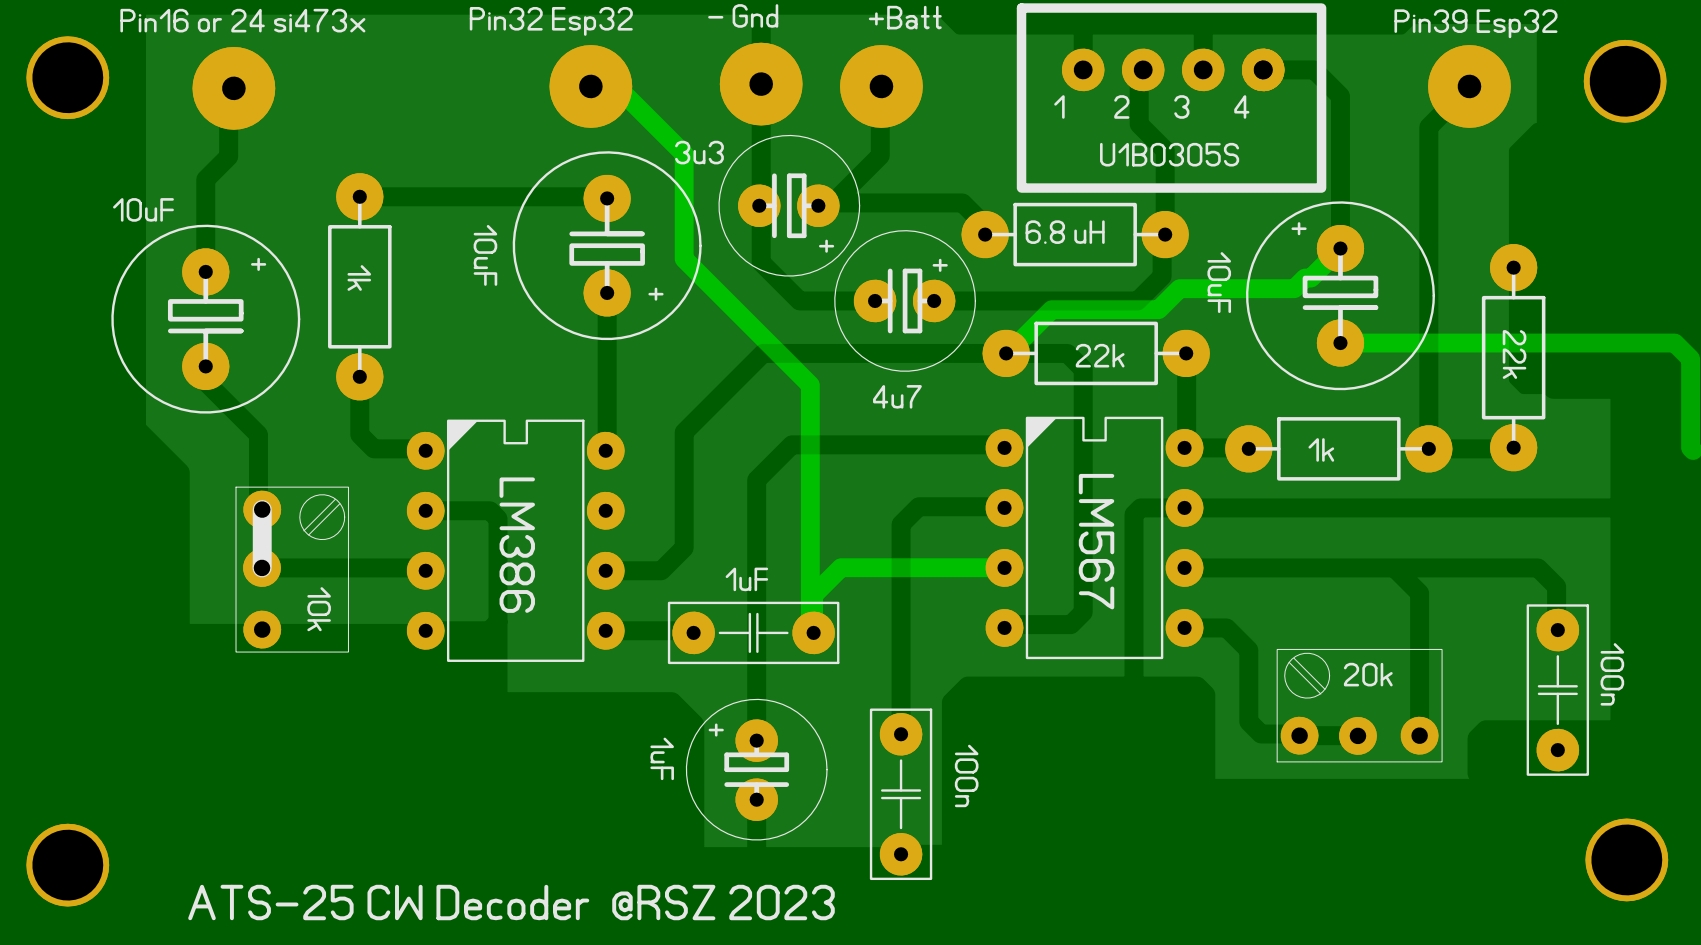 Pin16 or 24 si473x
Pin32 Esp32
- Gnd
+Batt
Pin39 Esp32
1 2 3 4
U1B0305S
3u3
10uF
+
1k
10uF
+
+
6.8 uH
+
10uF
+
22k
22k
4u7
1k
LM386
LM567
10k
1uF
20k
100n
1uF
+
100n
ATS-25 CW Decoder @RSZ 2023